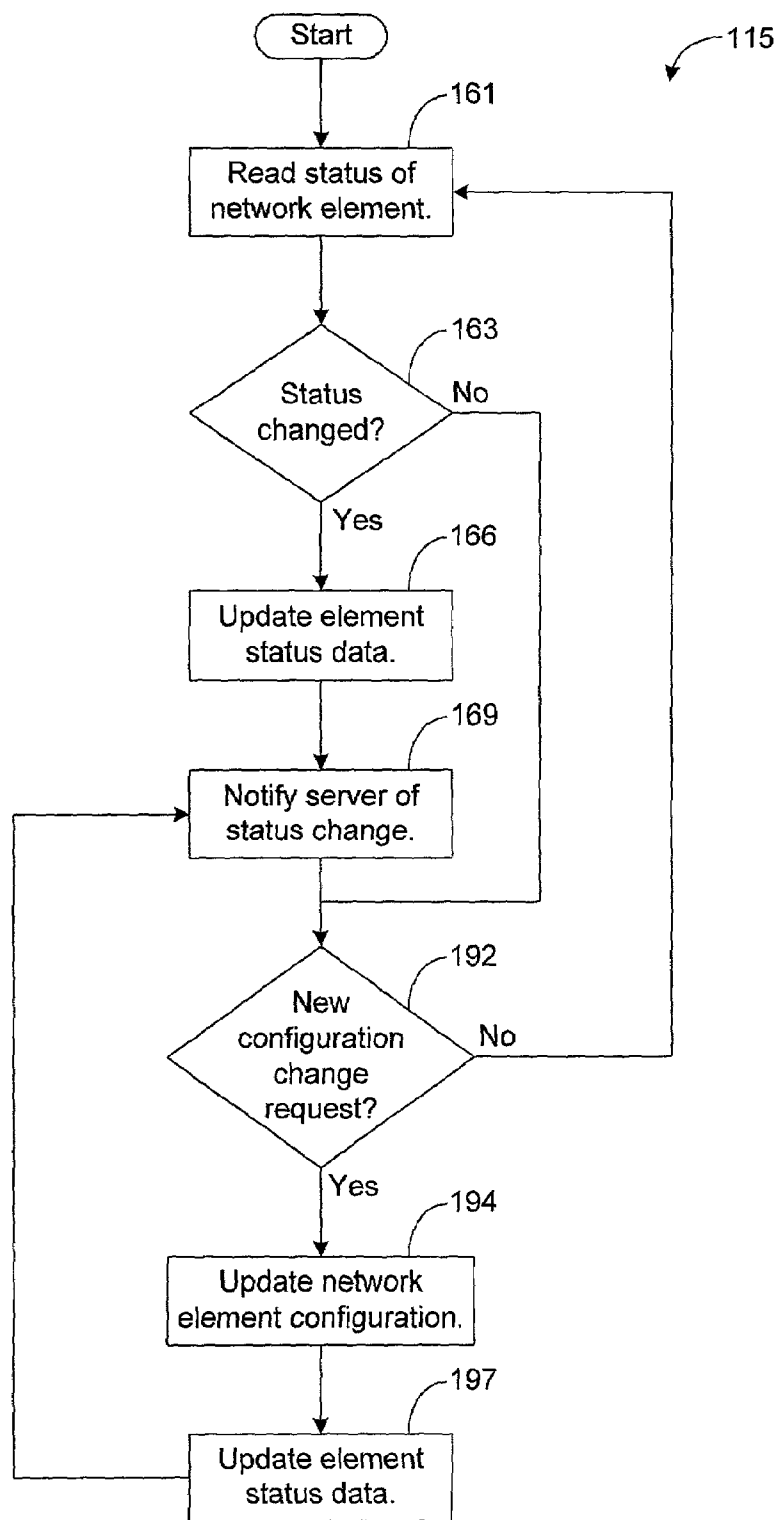 Start
115
161
Read status of
network element.
163
Status
changed?
No
Yes
166
Update element
status data.
169
Notify server of
status change.
192
New
configuration
change
request?
No
Yes
194
Update network
element configuration.
197
Update element
status data.